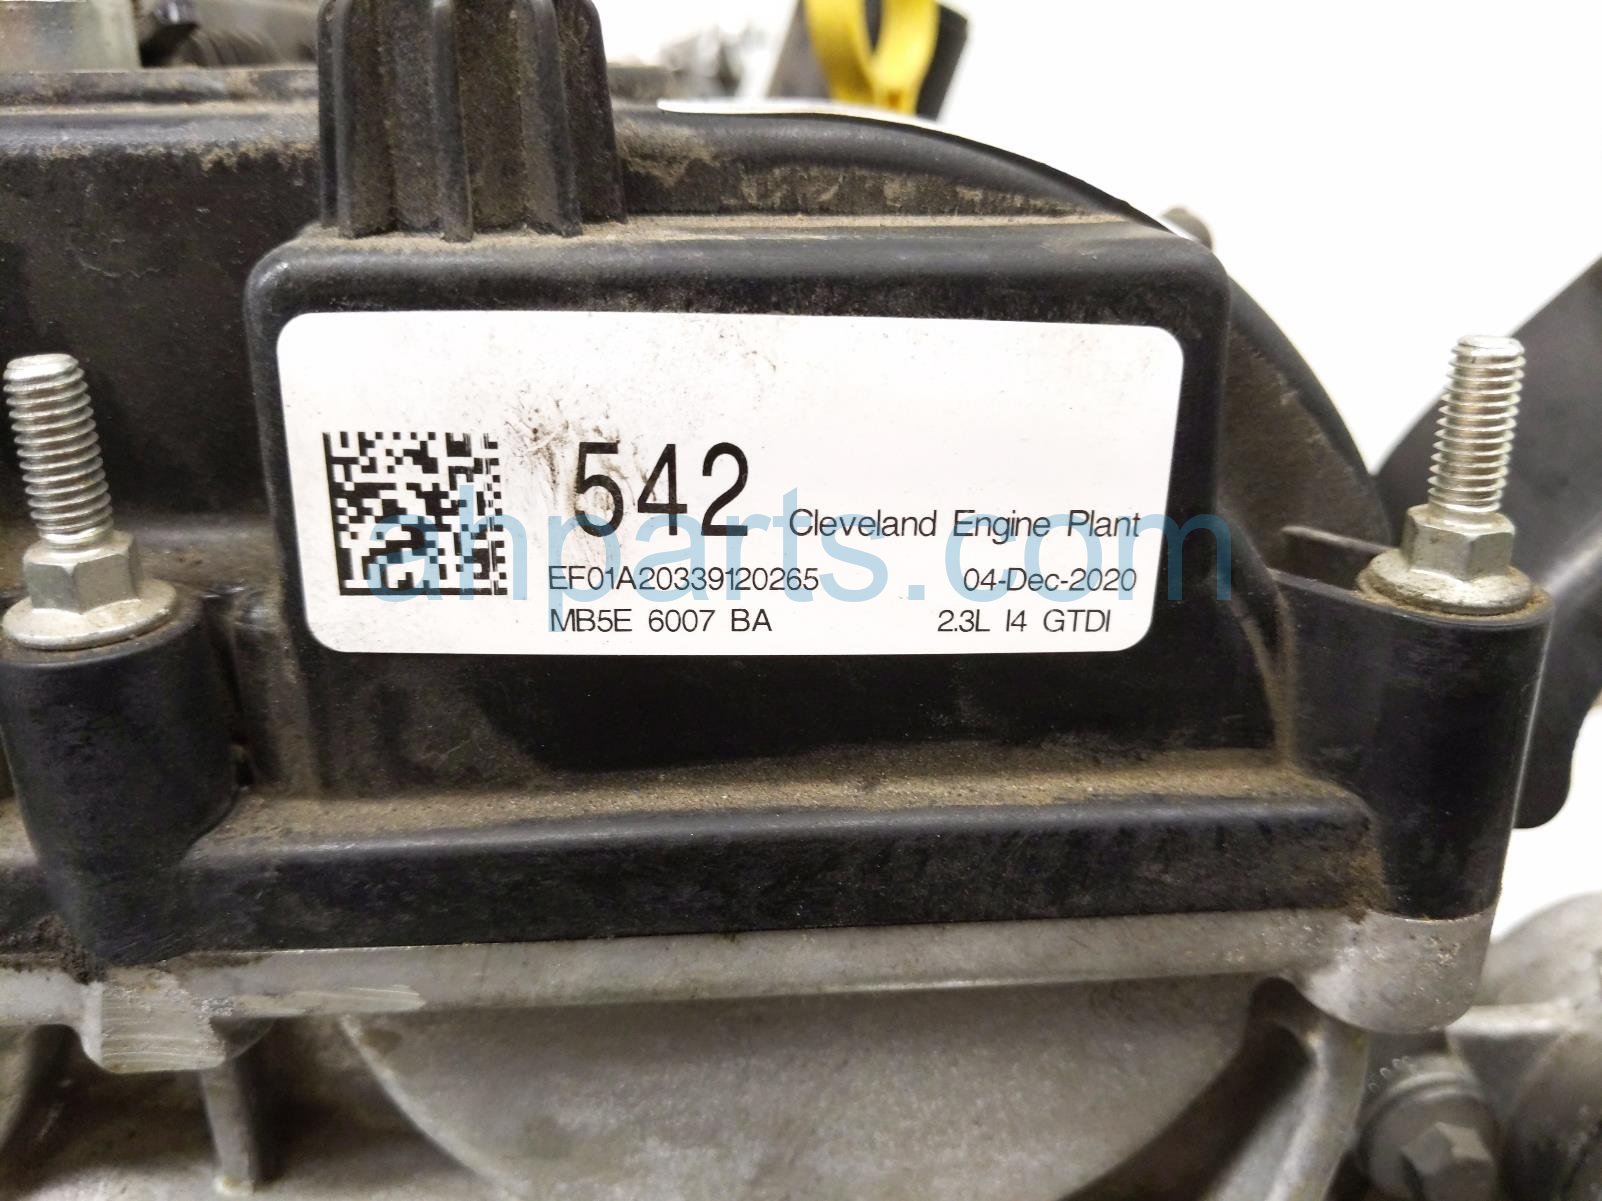 542 Cleveland Engine Plant
EF01A20339120265 04-Dec-2020
MB5E 6007 BA 2.3L I4 GTDI
ahparts.com